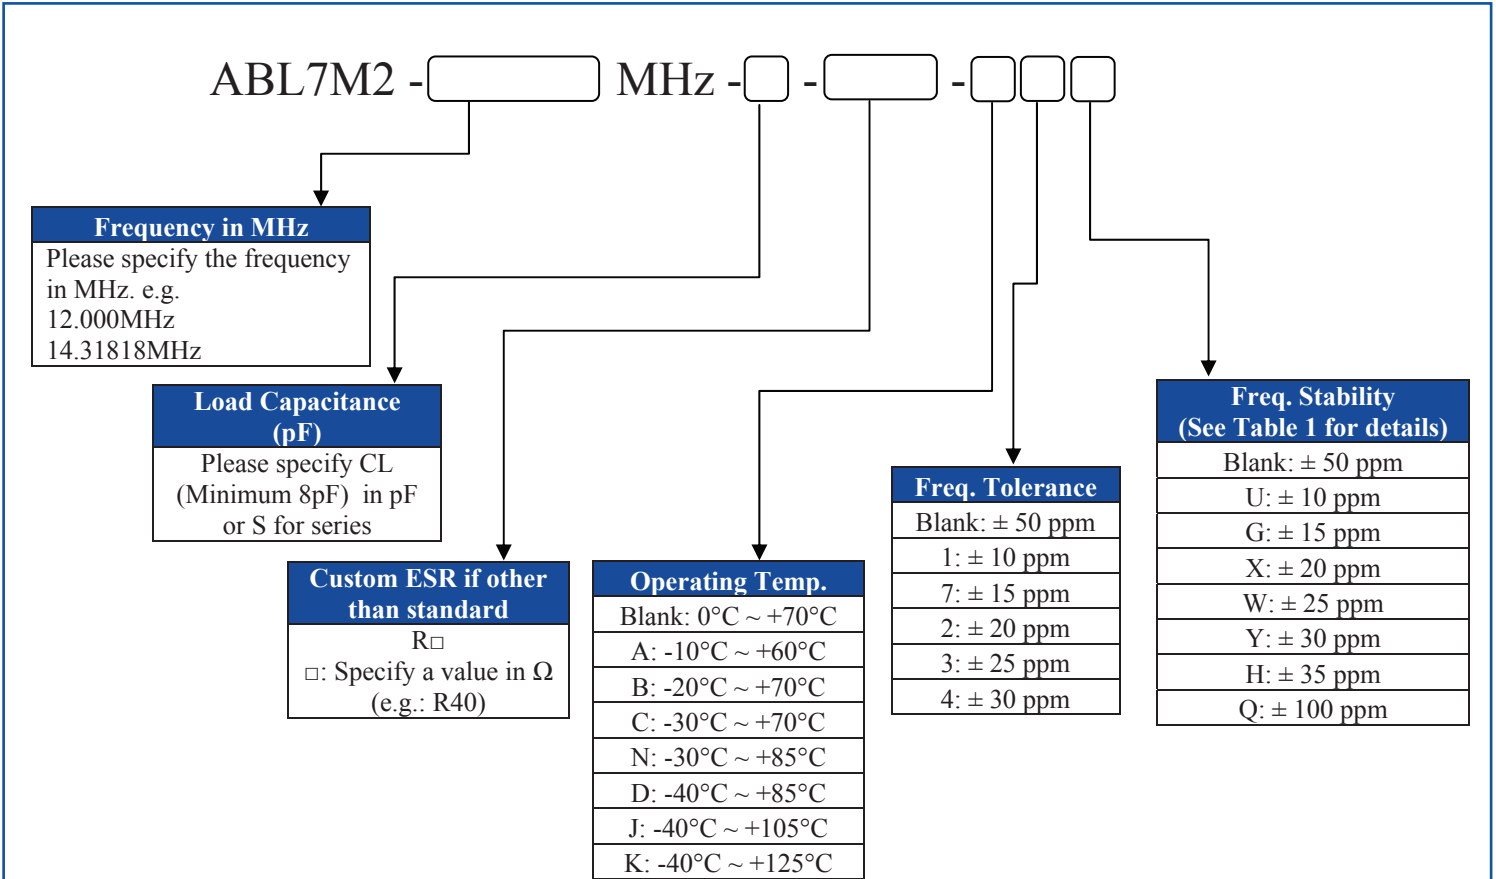 ABL7M2 - MHz - - -
Frequency in MHz
Please specify the frequency
in MHz. e.g.
12.000MHz
14.31818MHz
Load Capacitance
(pF)
Please specify CL
(Minimum 8pF) in pF
or S for series
Custom ESR if other
than standard
R□
□: Specify a value in Ω
(e.g.: R40)
Operating Temp.
Blank: 0°C ~ +70°C
A: -10°C ~ +60°C
B: -20°C ~ +70°C
C: -30°C ~ +70°C
N: -30°C ~ +85°C
D: -40°C ~ +85°C
J: -40°C ~ +105°C
K: -40°C ~ +125°C
Freq. Tolerance
Blank: ± 50 ppm
1: ± 10 ppm
7: ± 15 ppm
2: ± 20 ppm
3: ± 25 ppm
4: ± 30 ppm
Freq. Stability
(See Table 1 for details)
Blank: ± 50 ppm
U: ± 10 ppm
G: ± 15 ppm
X: ± 20 ppm
W: ± 25 ppm
Y: ± 30 ppm
H: ± 35 ppm
Q: ± 100 ppm